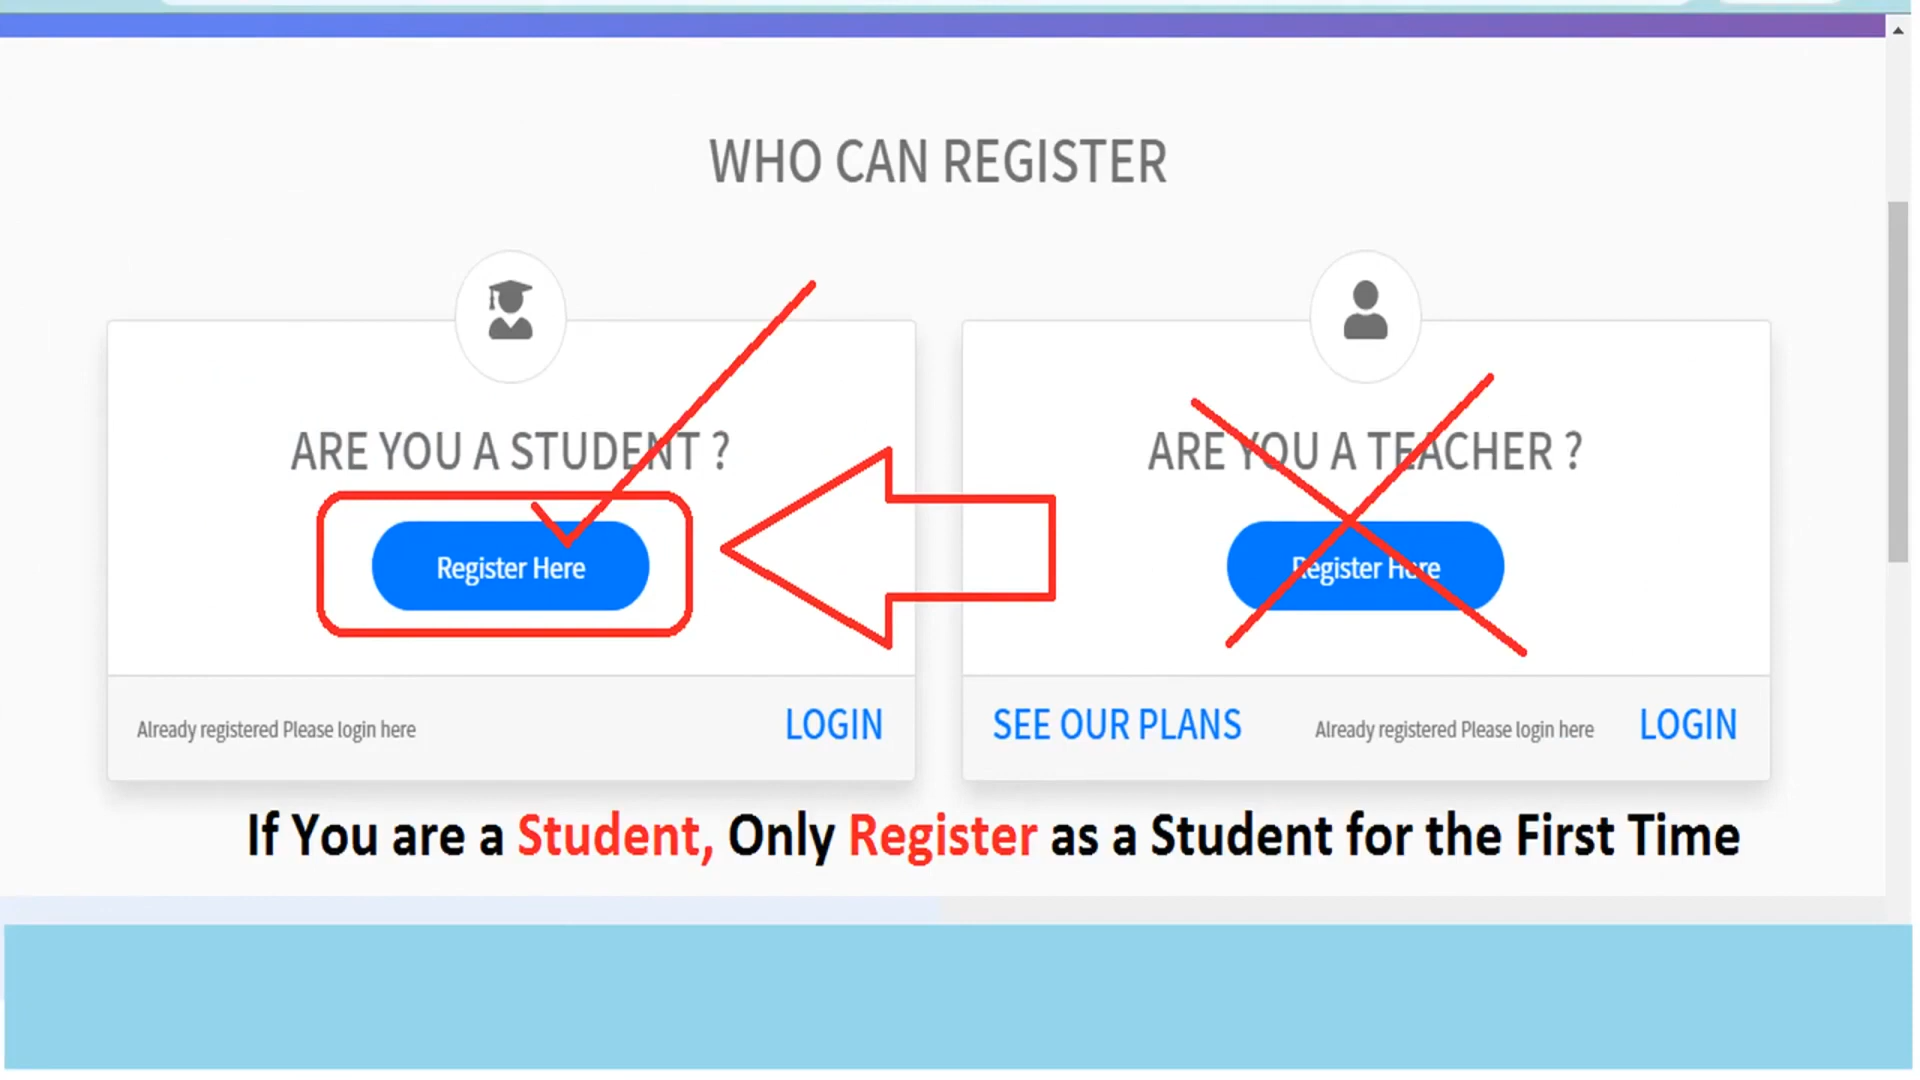 WHO CAN REGISTER
ARE YOU A STUDENT ?
Register Here
Already registered Please login here
LOGIN
ARE YOU A TEACHER ?
Register Here
SEE OUR PLANS
Already registered Please login here
LOGIN
If You are a Student, Only Register as a Student for the First Time